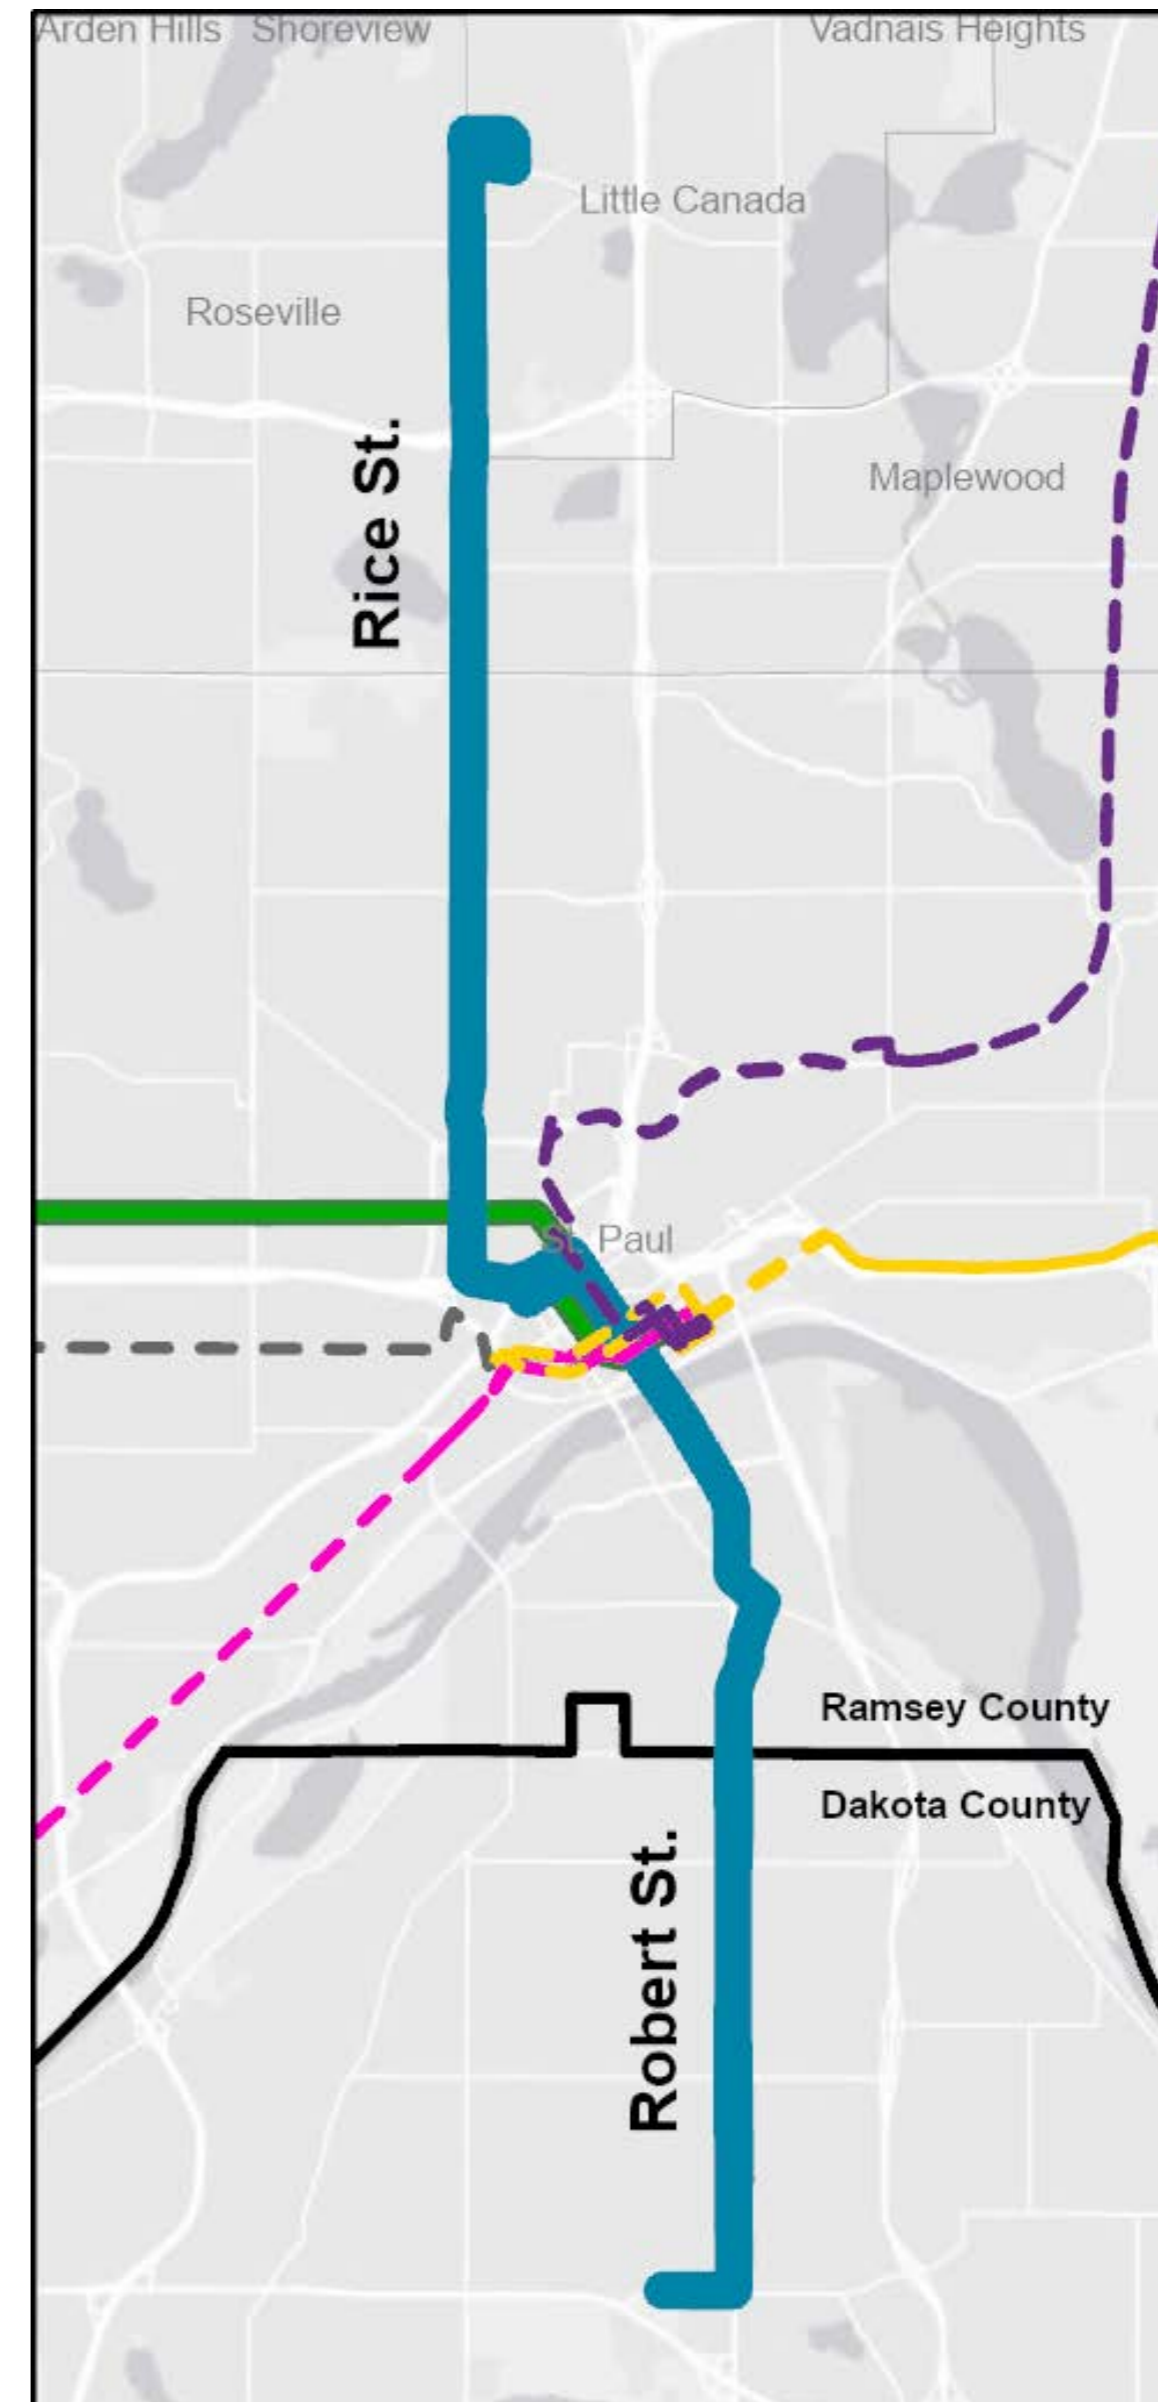 Arden Hills
Shoreview
Vadnais Heights
Little Canada
Roseville
Rice St.
Maplewood
St. Paul
Ramsey County
Dakota County
Robert St.